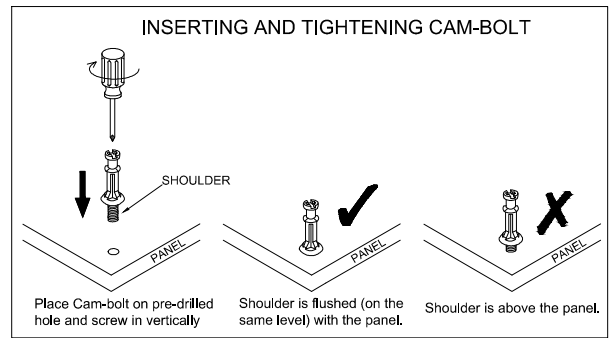 INSERTING AND TIGHTENING CAM-BOLT
SHOULDER
PANEL
Place Cam-bolt on pre-drilled
hole and screw in vertically
PANEL
Shoulder is flushed (on the
same level) with the panel.
PANEL
Shoulder is above the panel.